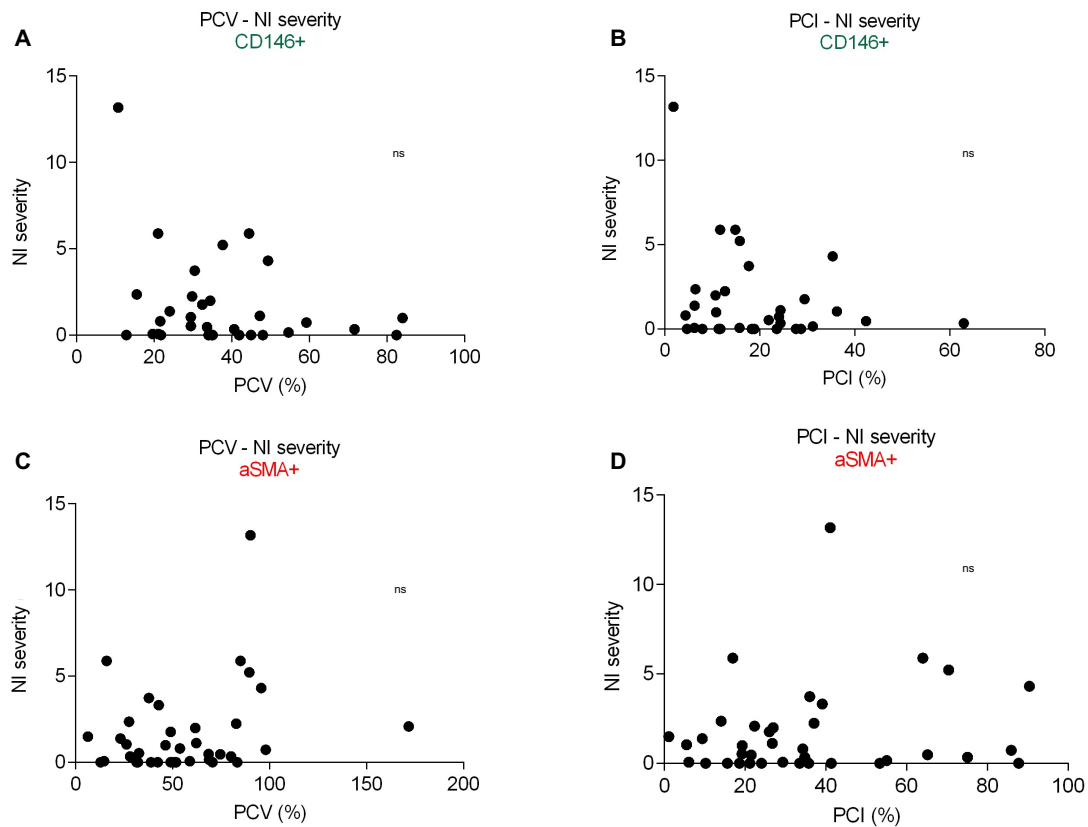 A
PCV - NI severity
CD146+
15
10
5
0
NI severity
ns
0
20
40
60
80
100
PCV (%)
B
PCI - NI severity
CD146+
15
10
5
0
NI severity
ns
0
20
40
60
80
PCI (%)
C
PCV - NI severity
aSMA+
15
10
5
0
NI severity
ns
0
50
100
150
200
PCV (%)
D
PCI - NI severity
aSMA+
15
10
5
0
NI severity
ns
0
20
40
60
80
100
PCI (%)